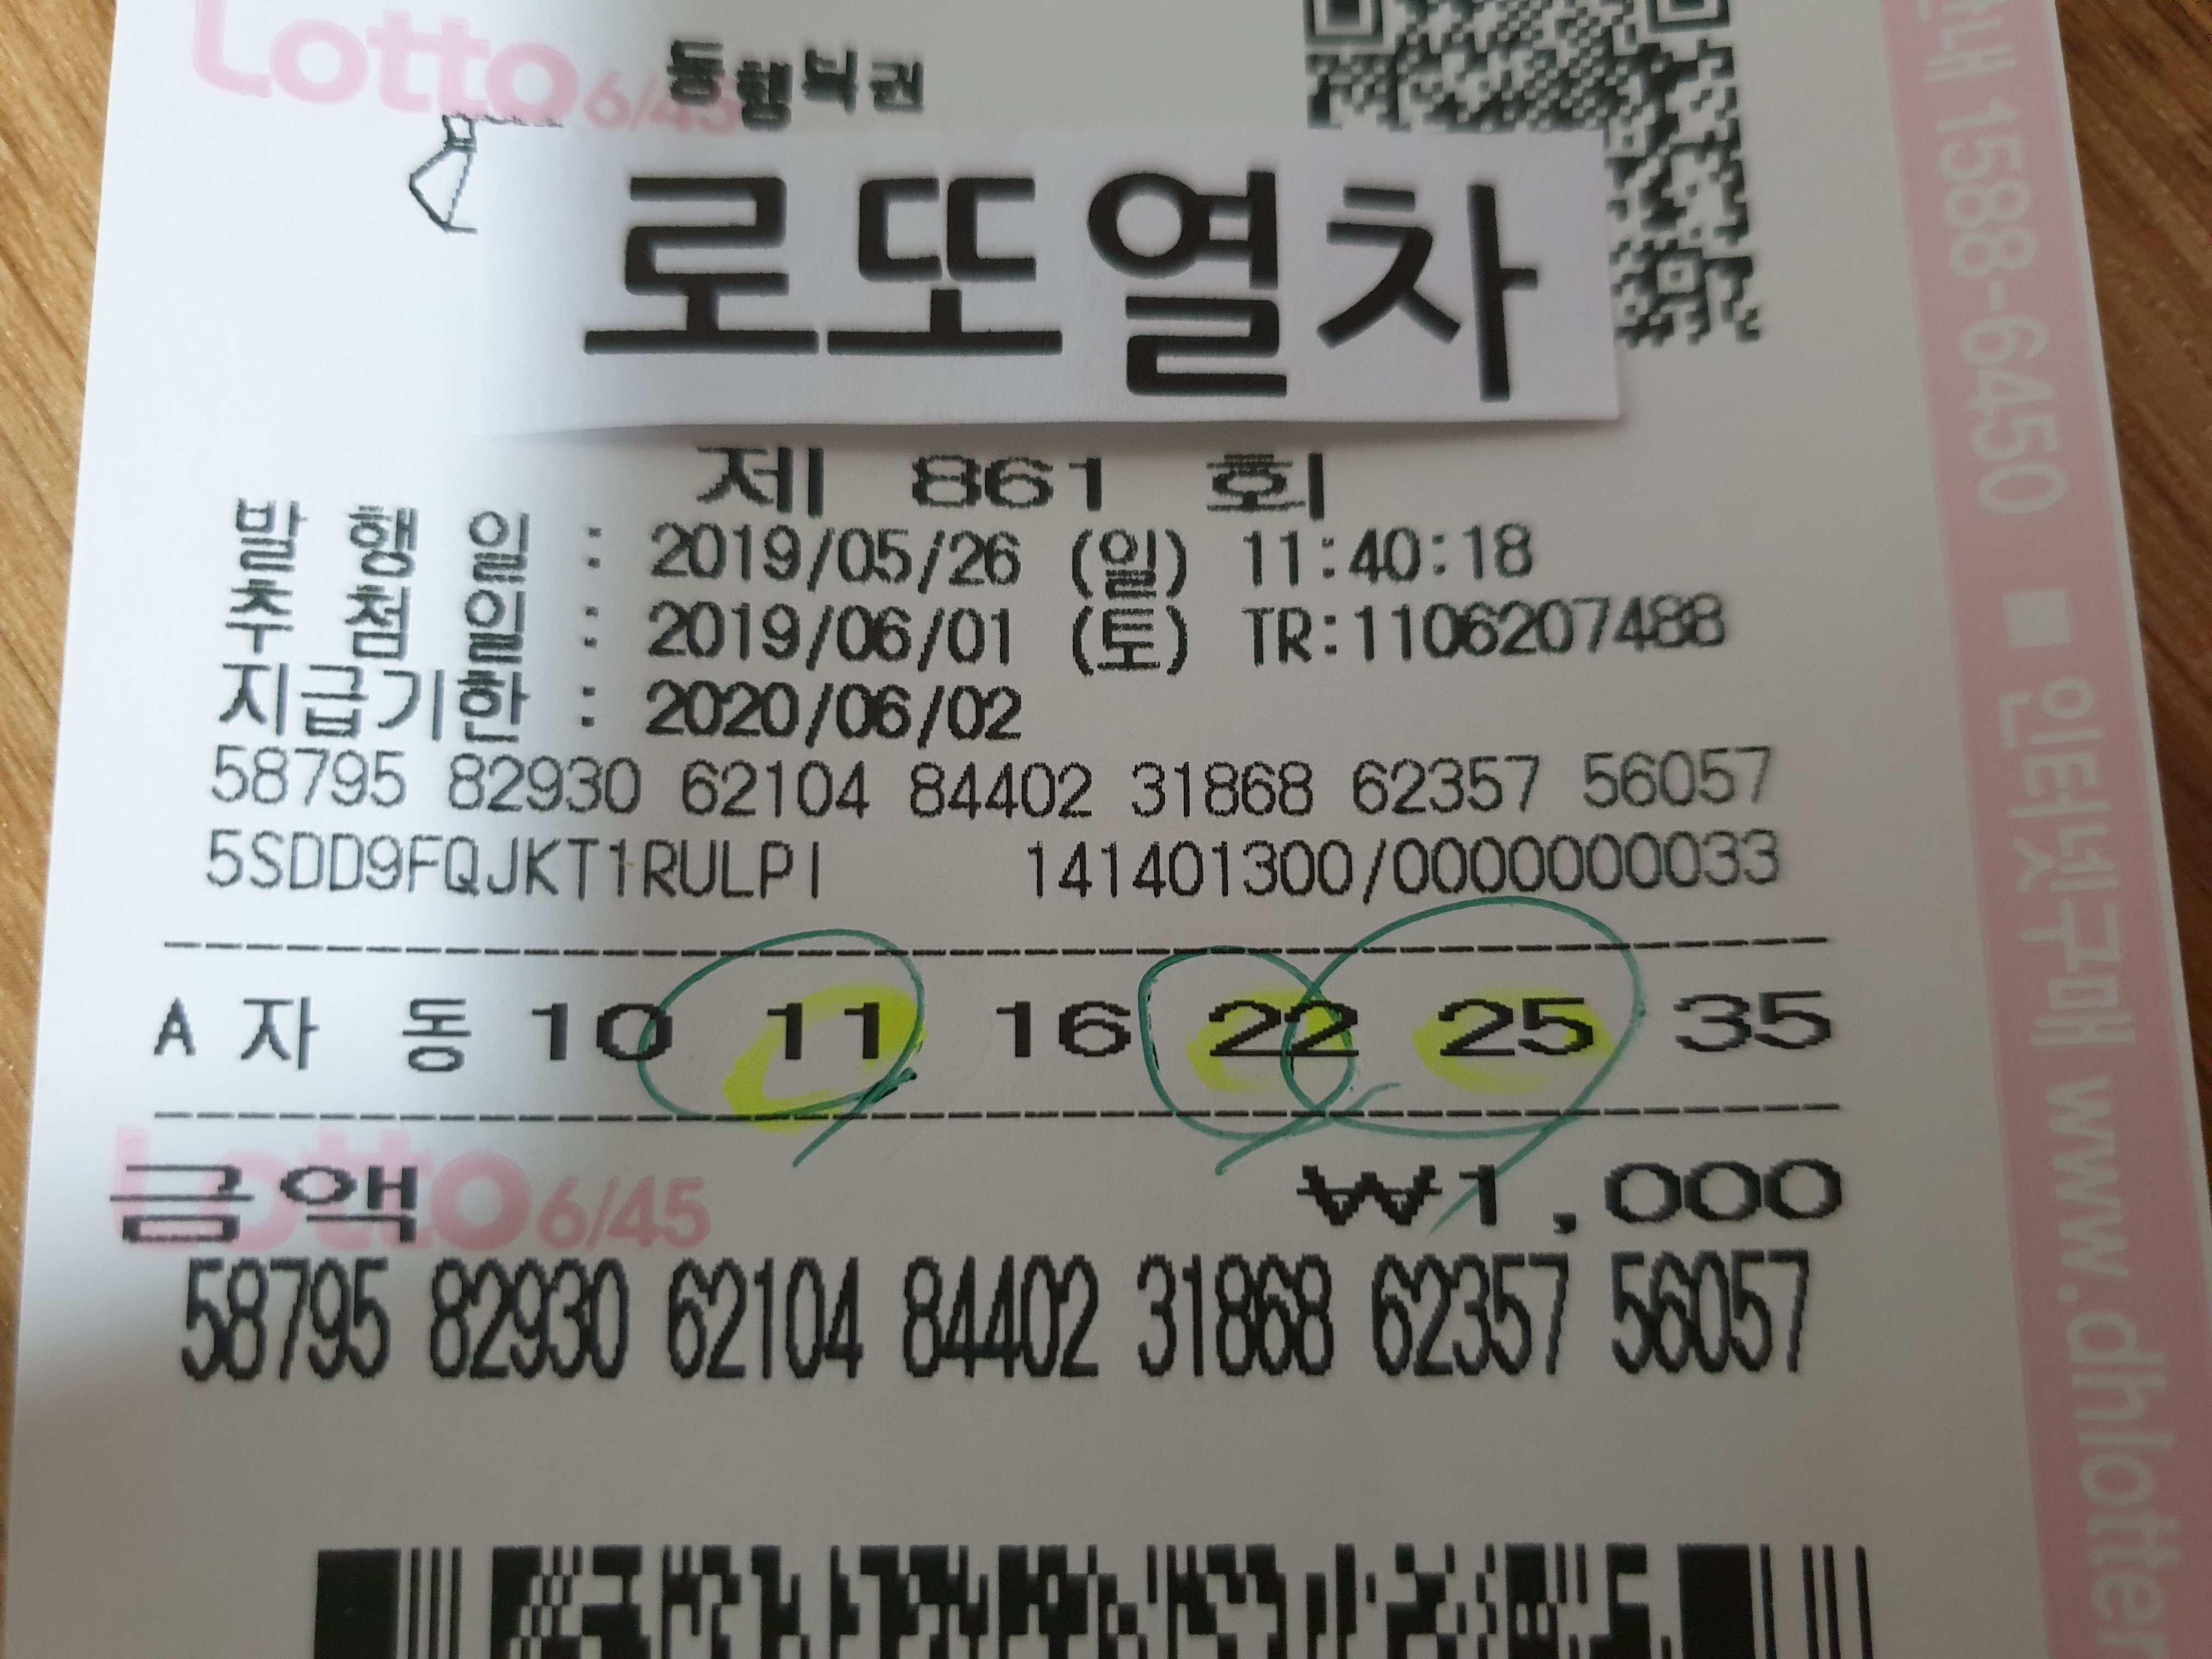 Lotto 6/45 동행복권
로또열차
제 861 회
발 행 일 : 2019/05/26 (일) 11:40:18
추 첨 일 : 2019/06/01 (토) TR:1106207488
지급기한 : 2020/06/02
58795 82930 62104 84402 31868 62357 56057
5SDD9FQJKT1RULPI 141401300/0000000033
A 자 동 10 11 16 22 25 35
Lotto 6/45
금액 ₩1,000
58795 82930 62104 84402 31868 62357 56057
1588-6450 ■ 인터넷구매 www.dhlotter